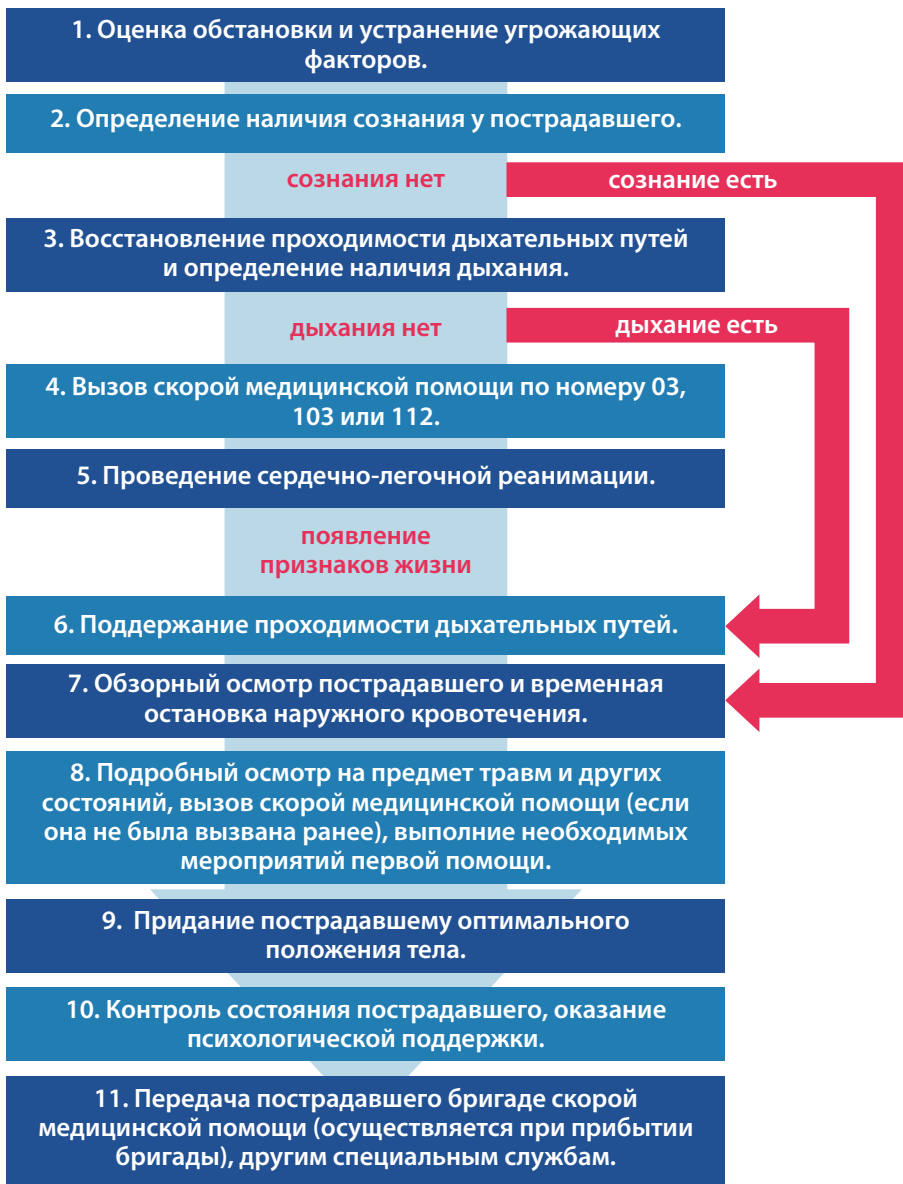 1. Оценка обстановки и устранение угрожающих
факторов.
2. Определение наличия сознания у пострадавшего.
сознания нет
сознание есть
3. Восстановление проходимости дыхательных путей
и определение наличия дыхания.
дыхания нет
дыхание есть
4. Вызов скорой медицинской помощи по номеру 03,
103 или 112.
5. Проведение сердечно-легочной реанимации.
появление
признаков жизни
6. Поддержание проходимости дыхательных путей.
7. Обзорный осмотр пострадавшего и временная
остановка наружного кровотечения.
8. Подробный осмотр на предмет травм и других
состояний, вызов скорой медицинской помощи (если
она не была вызвана ранее), выполние необходимых
мероприятий первой помощи.
9. Придание пострадавшему оптимального
положения тела.
10. Контроль состояния пострадавшего, оказание
психологической поддержки.
11. Передача пострадавшего бригаде скорой
медицинской помощи (осуществляется при прибытии
бригады), другим специальным службам.